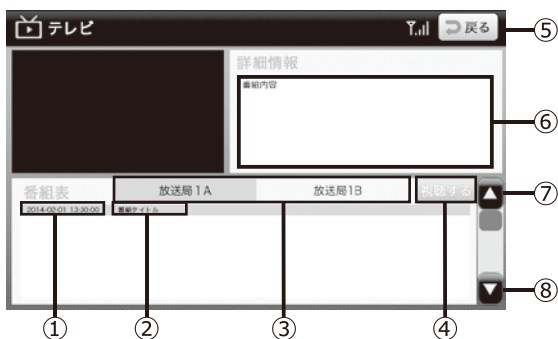 テレビ
戻る
⑤
詳細情報
番組内容
⑥
番組表
放送局1A
放送局1B
視聴する
⑦
2014-02-01 13:30:00
番組タイトル
⑧
①
②
③
④